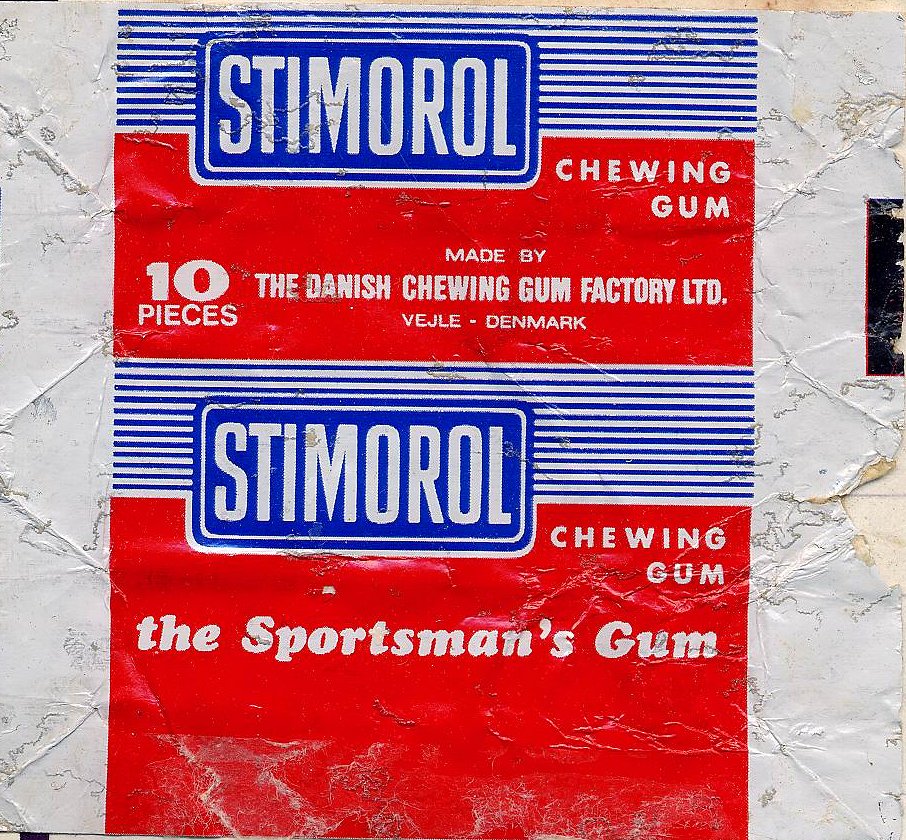 STIMOROL
CHEWING
GUM
MADE BY
10
THE DANISH CHEWING GUM FACTORY LTD.
PIECES
VEJLE - DENMARK
STIMOROL
CHEWING
GUM
the Sportsman's Gum